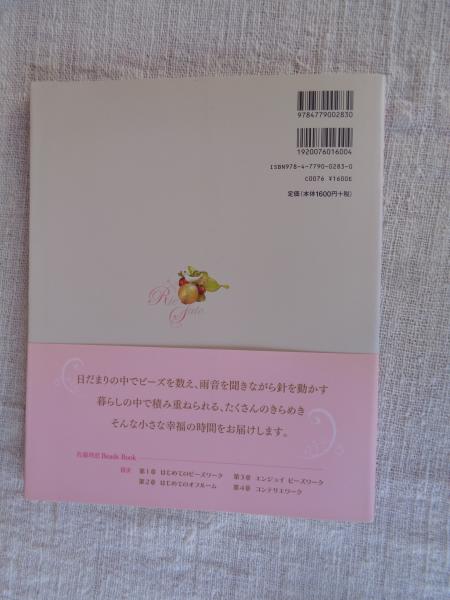 9784779002830
1920076016004
ISBN978-4-7790-0283-0
C0076 ¥1600E
定価(本体1600円+税)
Rie Sato
日だまりの中でビーズを数え、雨音を聞きながら針を動かす
暮らしの中で積み重ねられる、たくさんのきらめき
そんな小さな幸福の時間をお届けします。
佐藤理恵 Beads Book
目次 第1章 はじめてのビーズワーク 第3章 エンジョイ ビーズワーク
第2章 はじめてのオフルーム 第4章 コンテリエワーク